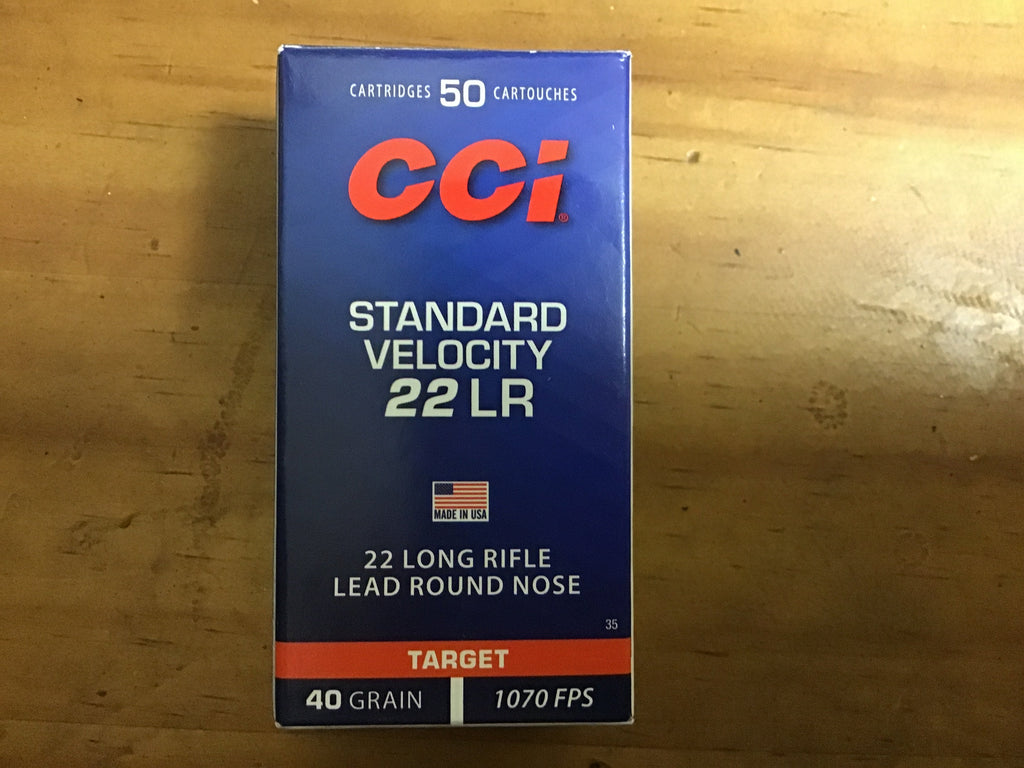 CARTRIDGES 50 CARTOUCHES
CCi®
STANDARD
VELOCITY
22 LR
MADE IN USA
22 LONG RIFLE
LEAD ROUND NOSE
35
TARGET
40 GRAIN 1070 FPS